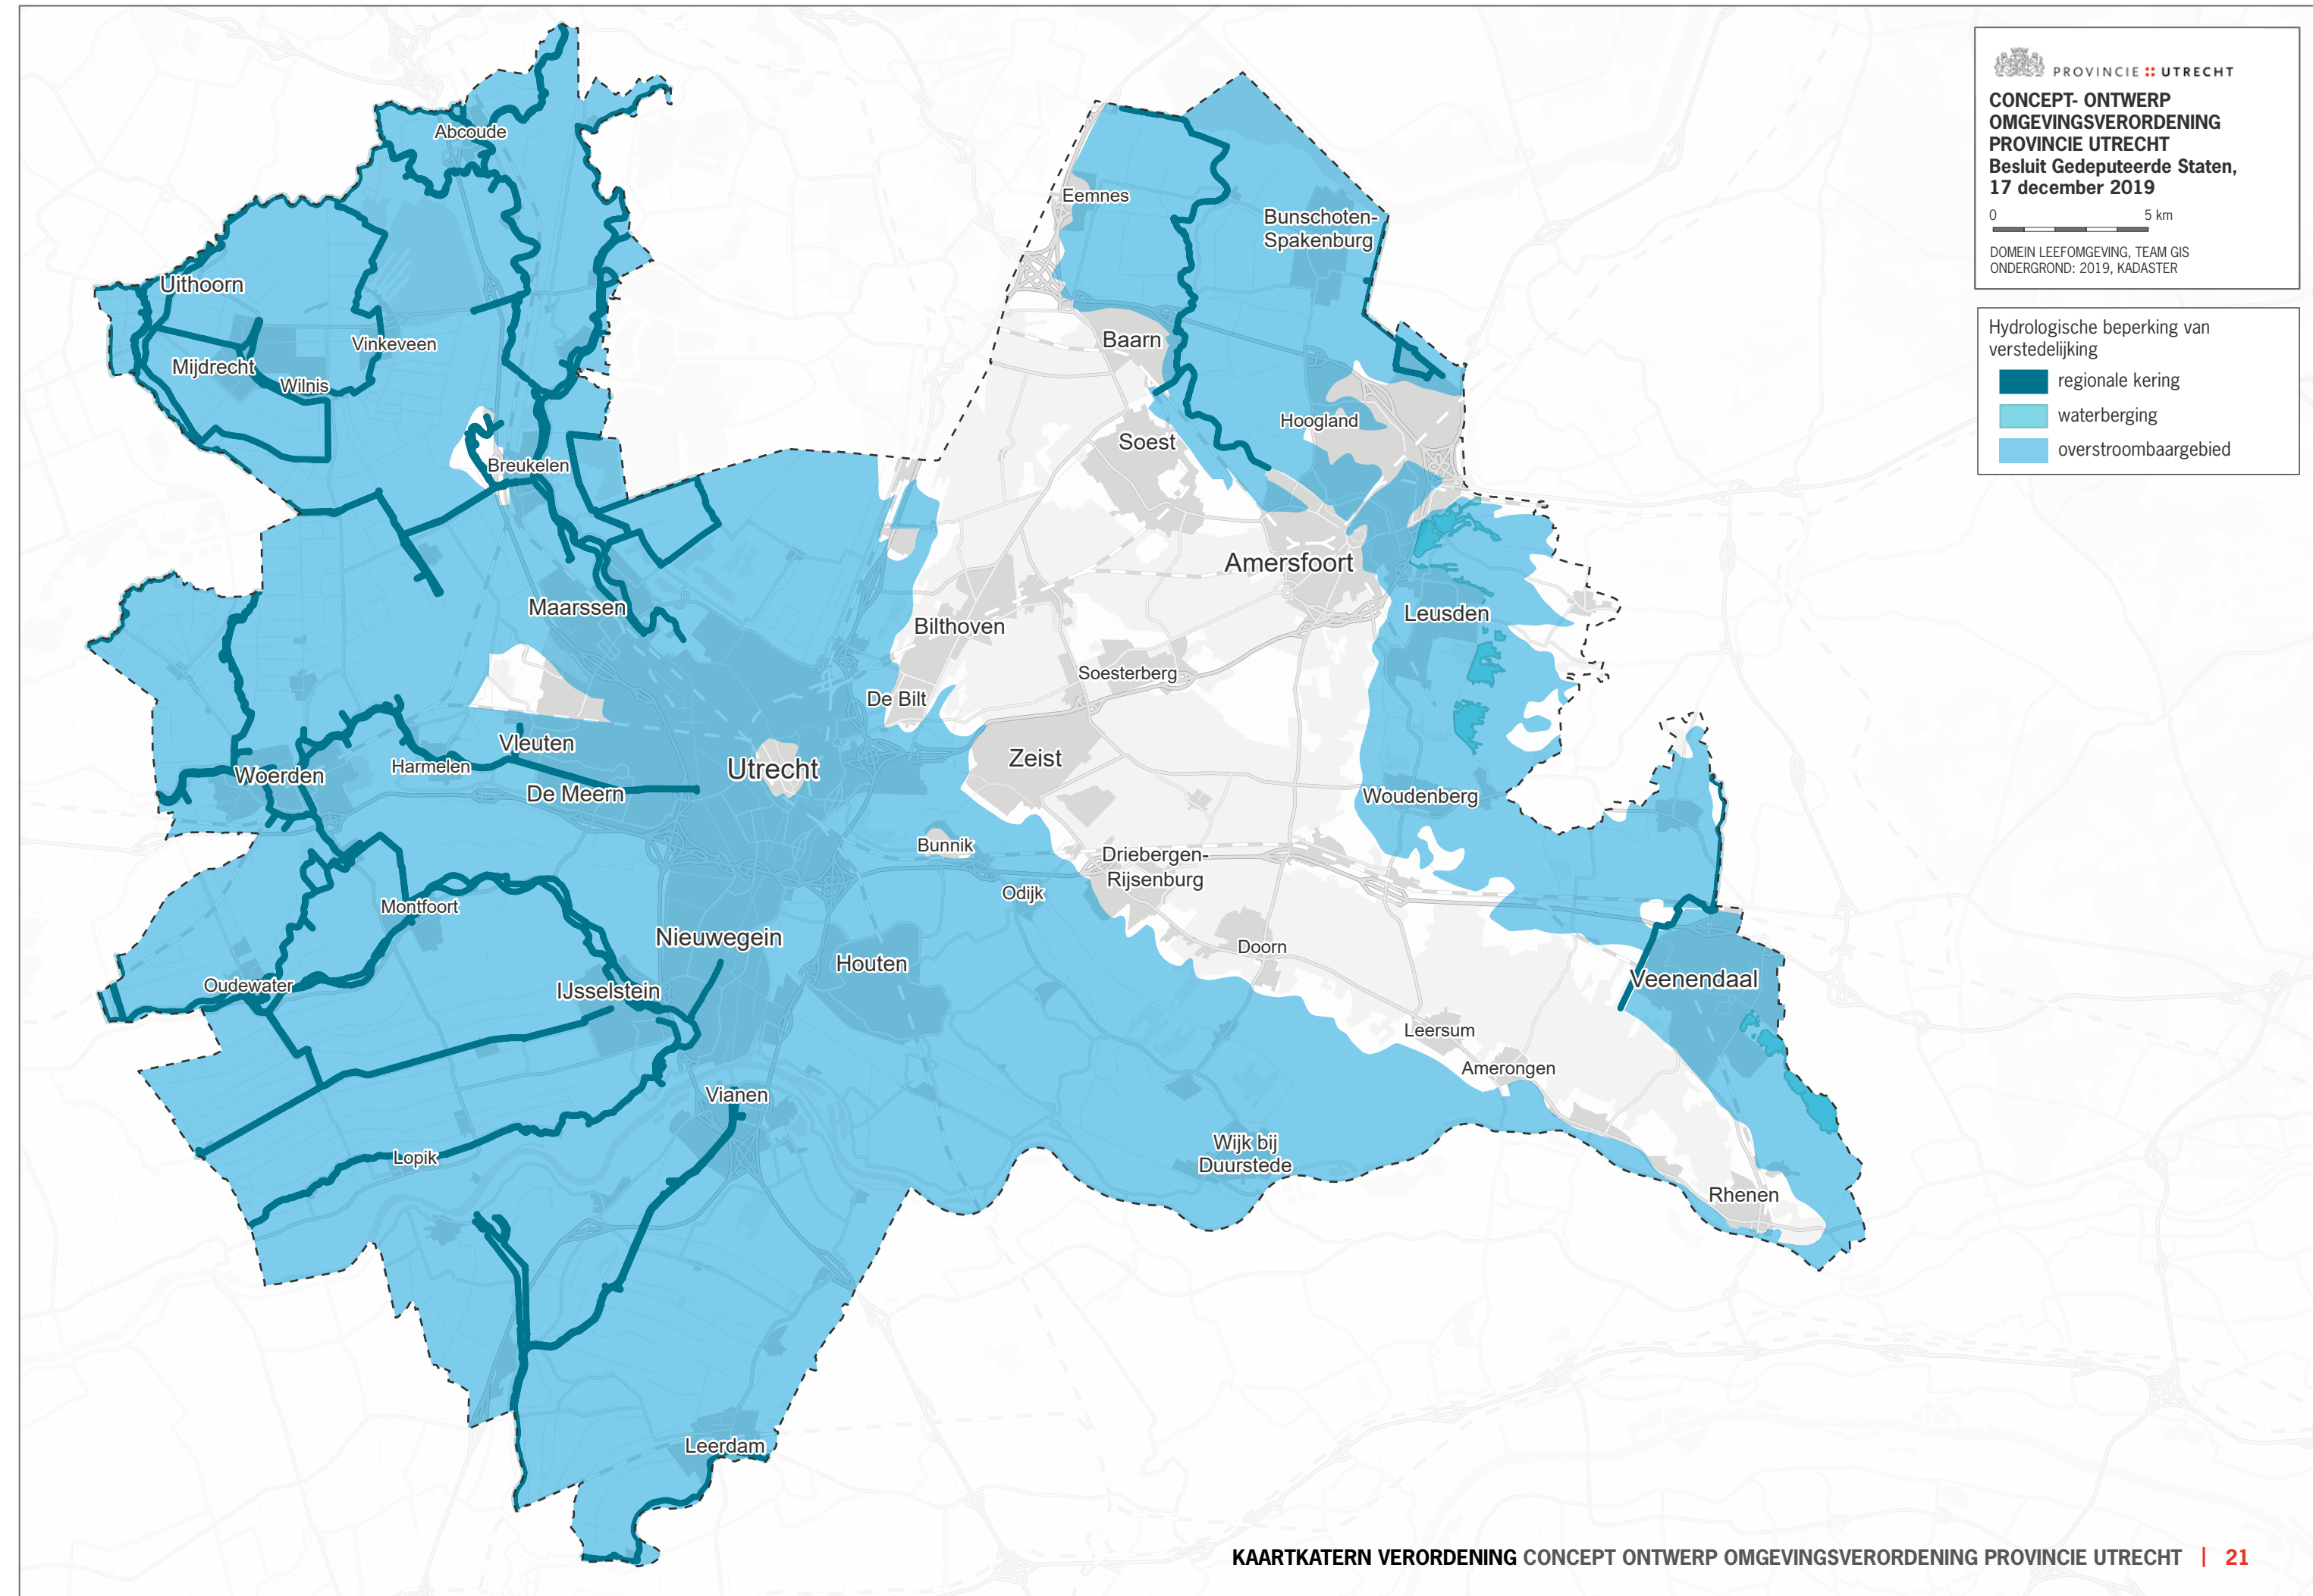 PROVINCIE UTRECHT
CONCEPT- ONTWERP
OMGEVINGSVERORDENING
PROVINCIE UTRECHT
Besluit Gedeputeerde Staten,
17 december 2019
0 5 km
DOMEIN LEEFOMGEVING, TEAM GIS
ONDERGROND: 2019, KADASTER
Hydrologische beperking van
verstedelijking
regionale kering
waterberging
overstroombaargebied
Abcoude
Eemnes
Bunschoten-
Spakenburg
Uithoorn
Baarn
Vinkeveen
Mijdrecht
Wilnis
Hoogland
Soest
Breukelen
Amersfoort
Maarssen
Leusden
Bilthoven
Soesterberg
De Bilt
Vleuten
Zeist
Harmelen
Utrecht
Woerden
De Meern
Woudenberg
Bunnik
Driebergen-
Rijsenburg
Odijk
Montfoort
Nieuwegein
Doorn
Houten
Veenendaal
Oudewater
IJsselstein
Leersum
Amerongen
Vianen
Wijk bij
Duurstede
Lopik
Rhenen
Leerdam
KAARTKATERN VERORDENING CONCEPT ONTWERP OMGEVINGSVERORDENING PROVINCIE UTRECHT | 21